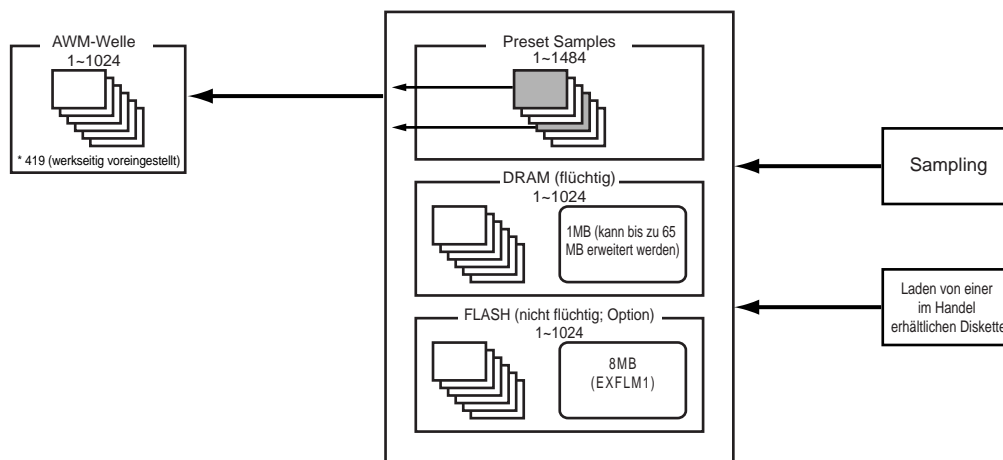 AWM-Welle
1~1024
* 419 (werkseitig voreingestellt)
Preset Samples
1~1484
DRAM (flüchtig)
1~1024
1MB (kann bis zu 65
MB erweitert werden)
FLASH (nicht flüchtig; Option)
1~1024
8MB
(EXFLM1)
Sampling
Laden von einer
im Handel
erhältlichen Diskette